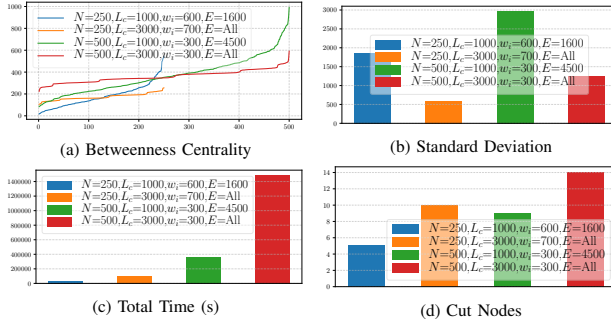 1000
800
600
400
200
0
N=250,L_c=1000,w_i=600,E=1600
N=250,L_c=3000,w_i=700,E=All
N=500,L_c=1000,w_i=300,E=4500
N=500,L_c=3000,w_i=300,E=All
0 100 200 300 400 500
(a) Betweenness Centrality
3000
2500
2000
1500
1000
500
0
N=250,L_c=1000,w_i=600,E=1600
N=250,L_c=3000,w_i=700,E=All
N=500,L_c=1000,w_i=300,E=4500
N=500,L_c=3000,w_i=300,E=All
(b) Standard Deviation
1400000
1200000
1000000
800000
600000
400000
200000
0
N=250,L_c=1000,w_i=600,E=1600
N=250,L_c=3000,w_i=700,E=All
N=500,L_c=1000,w_i=300,E=4500
N=500,L_c=3000,w_i=300,E=All
(c) Total Time (s)
14
12
10
8
6
4
2
0
N=250,L_c=1000,w_i=600,E=1600
N=250,L_c=3000,w_i=700,E=All
N=500,L_c=1000,w_i=300,E=4500
N=500,L_c=3000,w_i=300,E=All
(d) Cut Nodes